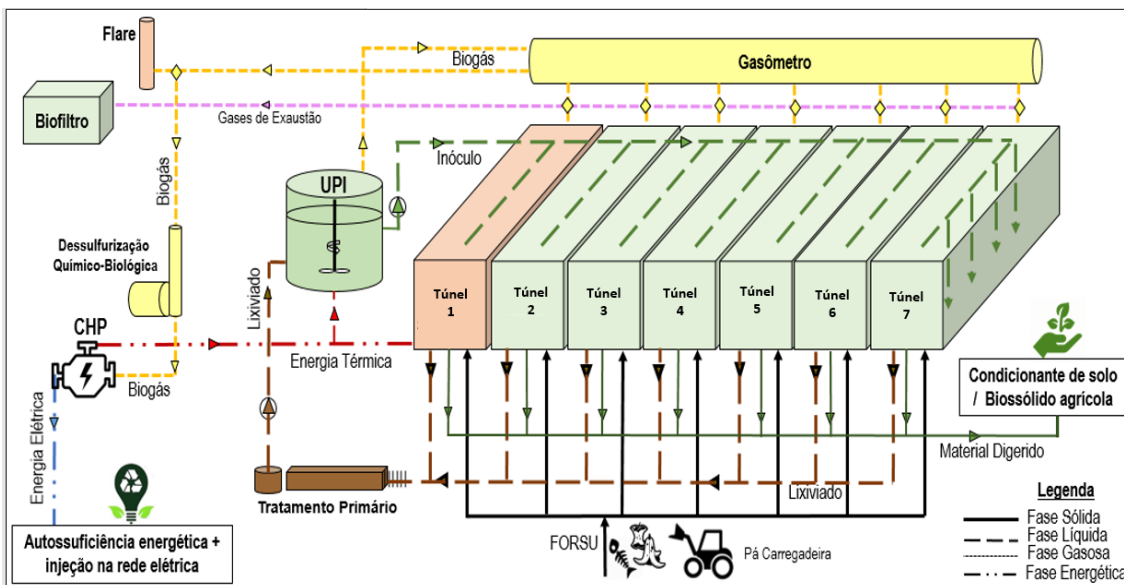 Flare
Biogás
Gasômetro
Biofiltro
Gases de Exaustão
Inóculo
UPI
Biogás
Dessulfurização
Químico-Biológica
Lixiviado
Túnel
1
Túnel
2
Túnel
3
Túnel
4
Túnel
5
Túnel
6
Túnel
7
CHP
Energia Térmica
Biogás
Condicionante de solo
/ Biossólido agrícola
Energia Elétrica
Material Digerido
Lixiviado
Tratamento Primário
Autossuficiência energética +
injeção na rede elétrica
FORSU
Pá Carregadeira
Legenda
Fase Sólida
Fase Líquida
Fase Gasosa
Fase Energética